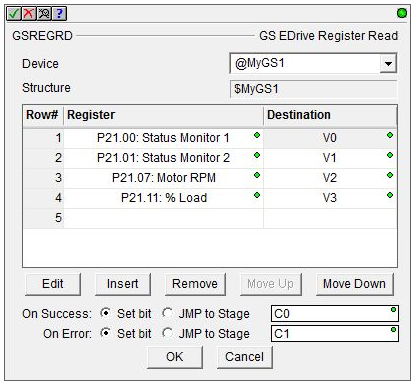 GSREGRD GS EDrive Register Read
Device @MyGS1
Structure $MyGS1
Row# Register Destination
1 P21.00: Status Monitor 1 V0
2 P21.01: Status Monitor 2 V1
3 P21.07: Motor RPM V2
4 P21.11: % Load V3
5
Edit Insert Remove Move Up Move Down
On Success: Set bit JMP to Stage C0
On Error: Set bit JMP to Stage C1
OK Cancel